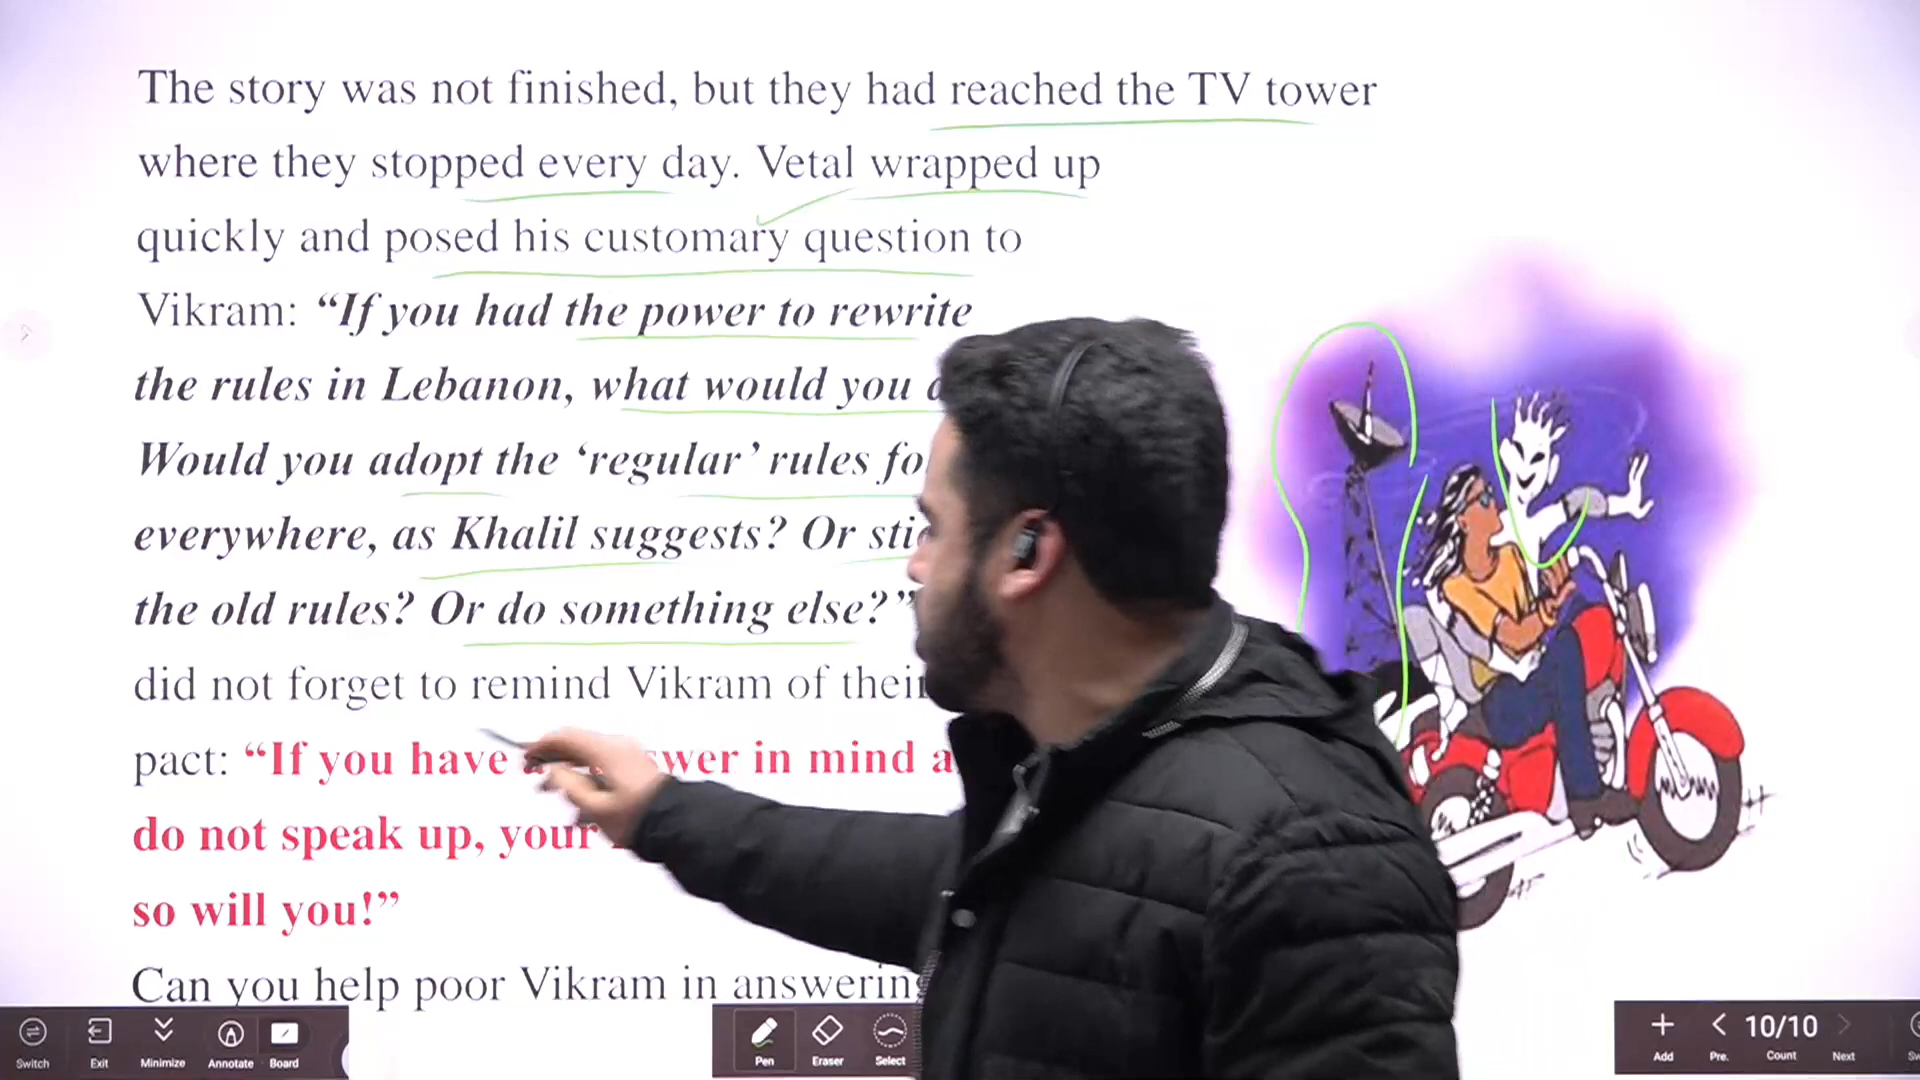 The story was not finished, but they had reached the TV tower
where they stopped every day. Vetal wrapped up
quickly and posed his customary question to
Vikram: “If you had the power to rewrite
the rules in Lebanon, what would you
Would you adopt the ‘regular’ rules
everywhere, as Khalil suggests? Or
the old rules? Or do something else?”
did not forget to remind Vikram of
pact: “If you have in mind
do not speak up, your
so will you!”
Can you help poor Vikram in answering
Switch Exit Minimize Annotate Board Pen Eraser Select Add Pre. 10/10 Count Next